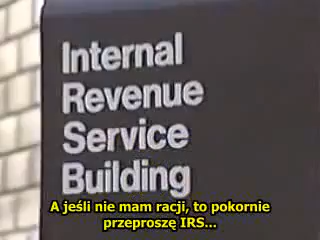 Internal
Revenue
Service
Building
A jeśli nie mam racji, to pokornie
przeproszę IRS...